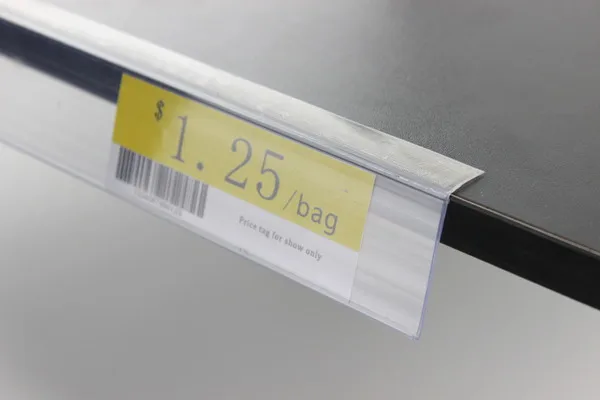 $ 1.25/bag
Price tag for show only